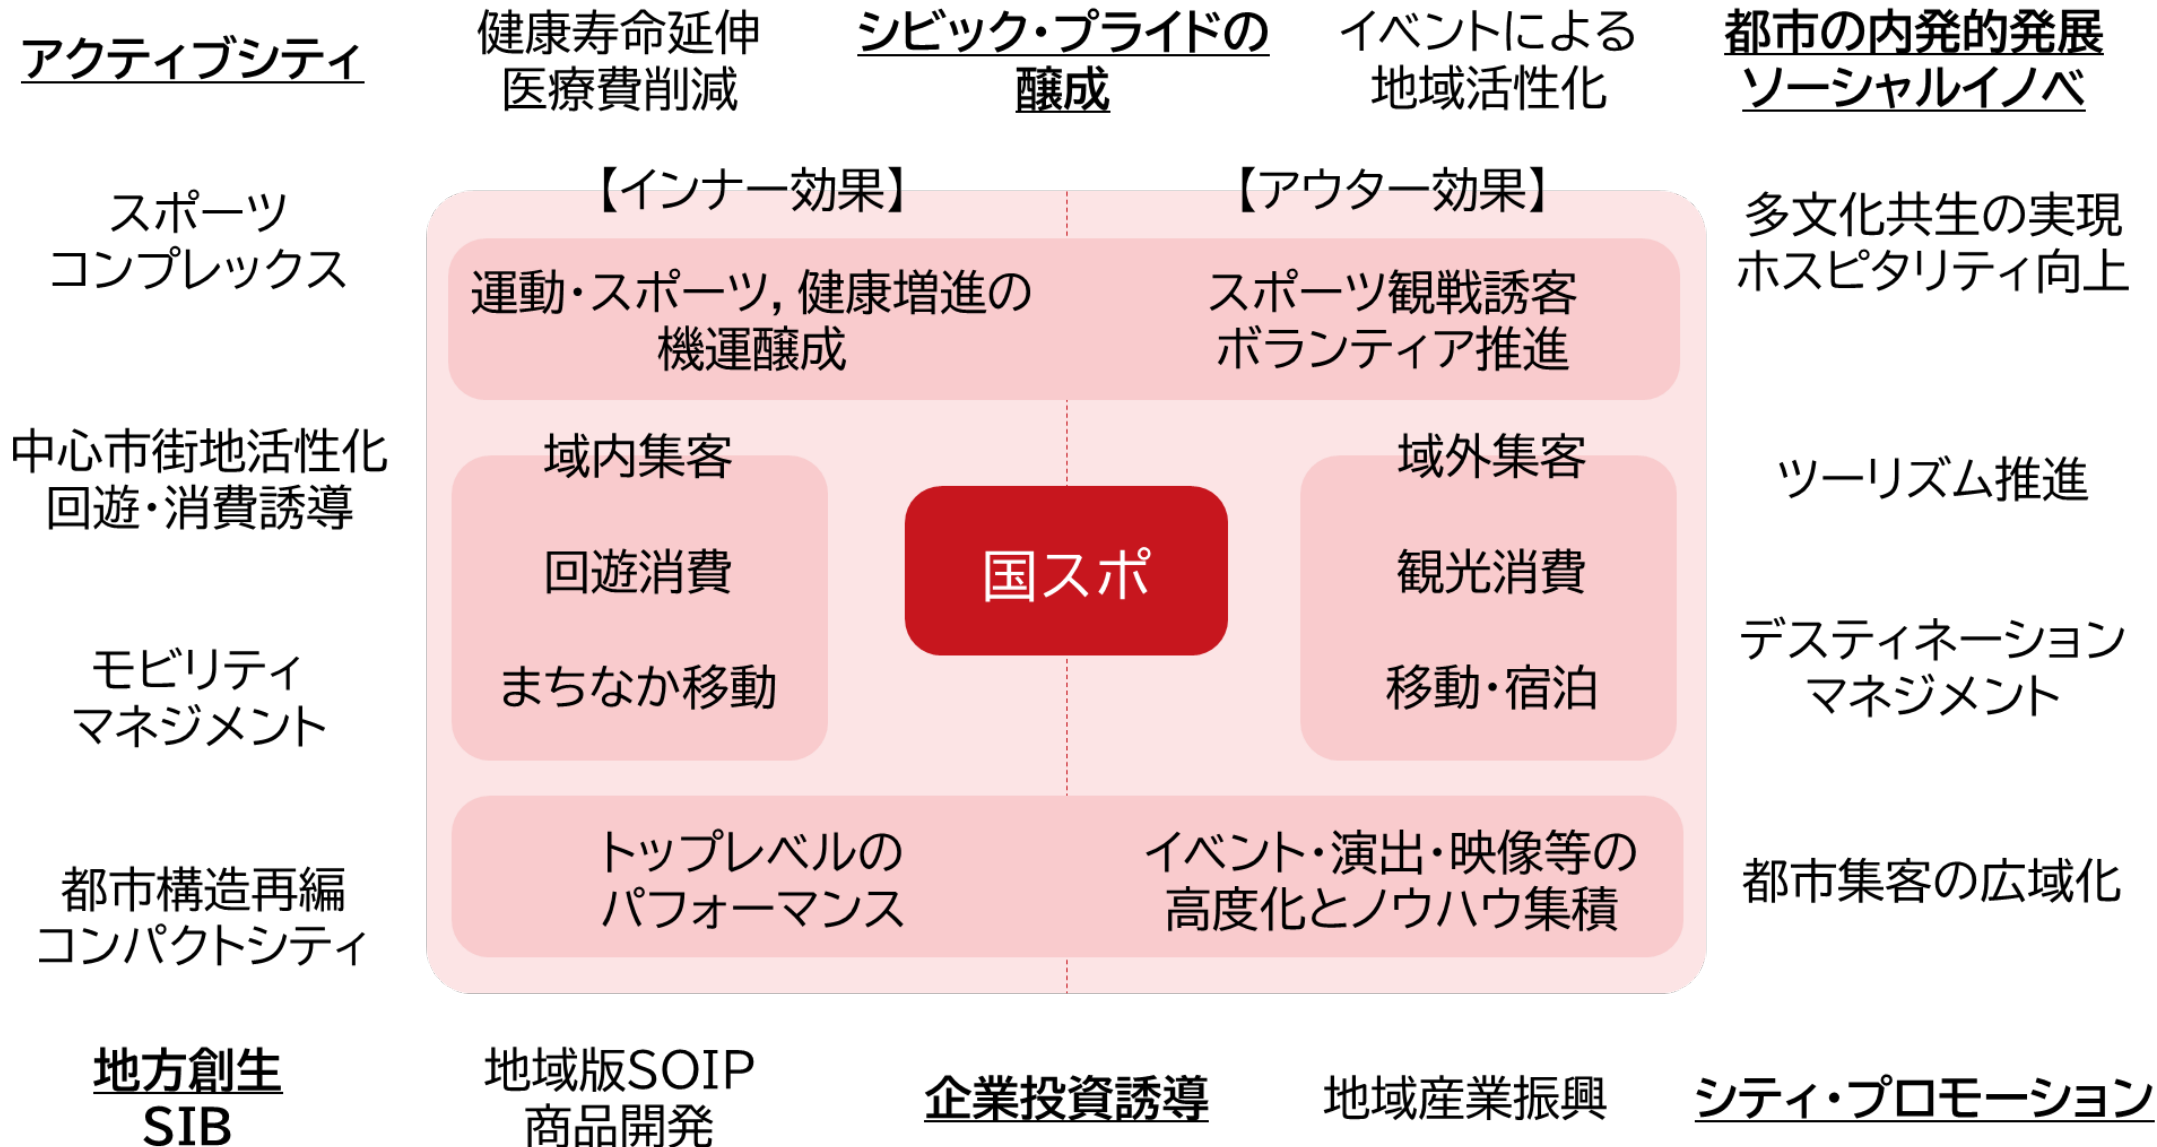 アクティブシティ
健康寿命延伸
医療費削減
シビック・プライドの
醸成
イベントによる
地域活性化
都市の内発的発展
ソーシャルイノベ
スポーツ
コンプレックス
中心市街地活性化
回遊・消費誘導
モビリティ
マネジメント
都市構造再編
コンパクトシティ
【インナー効果】
【アウター効果】
運動・スポーツ, 健康増進の
機運醸成
スポーツ観戦誘客
ボランティア推進
域内集客
回遊消費
まちなか移動
国スポ
域外集客
観光消費
移動・宿泊
トップレベルの
パフォーマンス
イベント・演出・映像等の
高度化とノウハウ集積
多文化共生の実現
ホスピタリティ向上
ツーリズム推進
デスティネーション
マネジメント
都市集客の広域化
地方創生
SIB
地域版SOIP
商品開発
企業投資誘導
地域産業振興
シティ・プロモーション